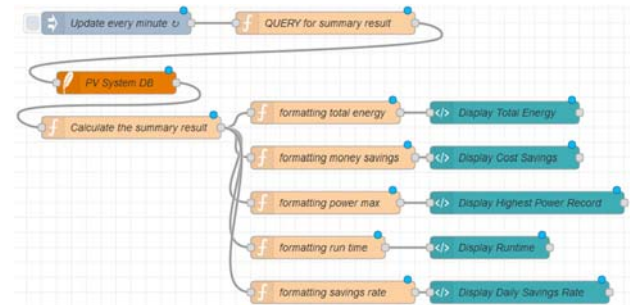 Update every minute ↻
QUERY for summary result
PV System DB
Calculate the summary result
formatting total energy
Display Total Energy
formatting money savings
Display Cost Savings
formatting power max
Display Highest Power Record
formatting run time
Display Runtime
formatting savings rate
Display Daily Savings Rate